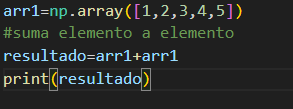 arr1=np.array([1,2,3,4,5])
#suma elemento a elemento
resultado=arr1+arr1
print(resultado)